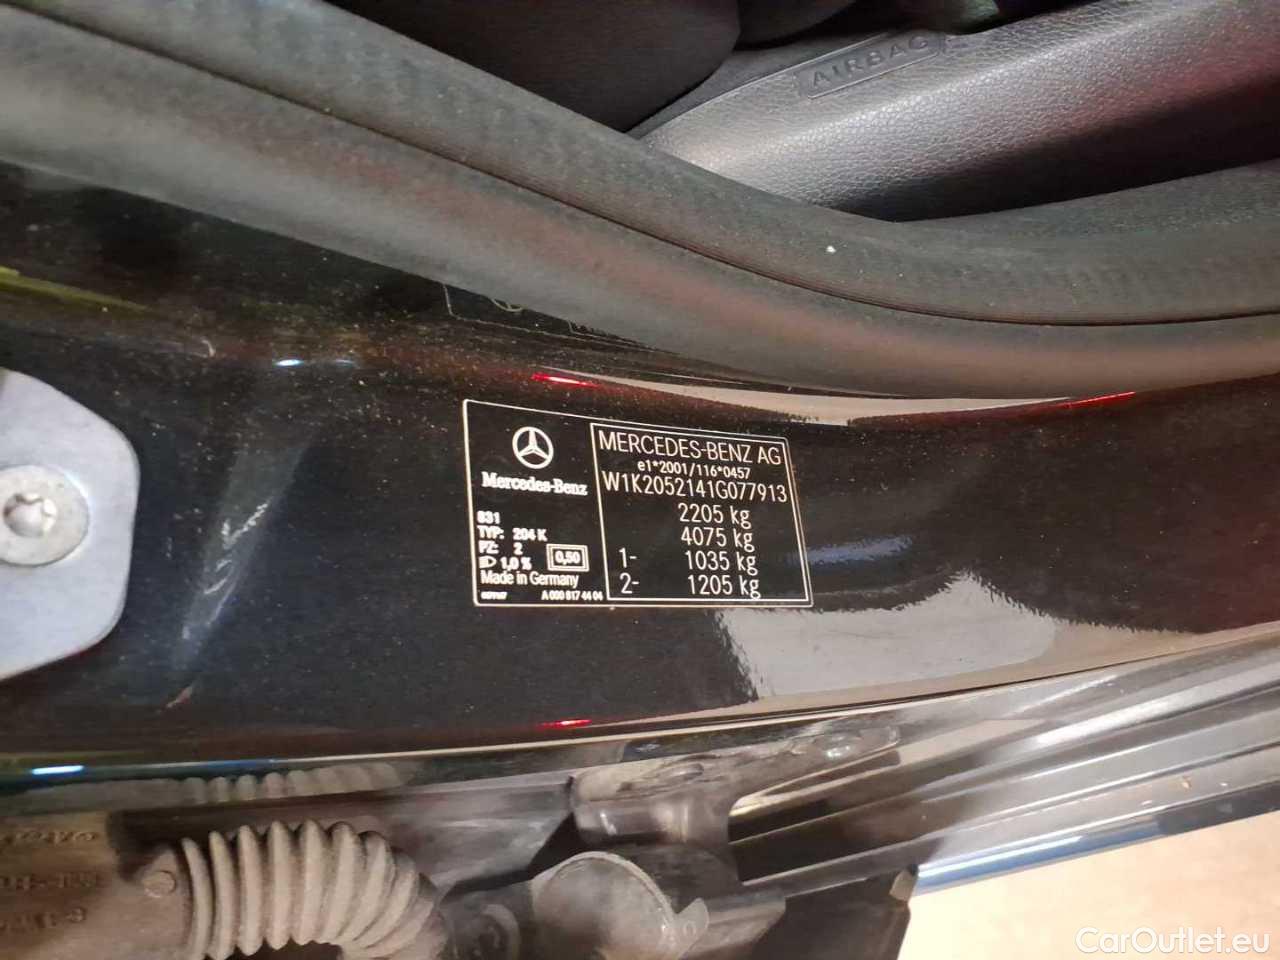 AIRBAG
MERCEDES-BENZ AG
e1*2001/116*0457
W1K2052141G077913
2205 kg
4075 kg
1- 1035 kg
2- 1205 kg
Mercedes-Benz
831
TYP: 204 K
PZ: 2
1,0 % 0,50
Made in Germany
A 000 817 44 04
CarOutlet.eu